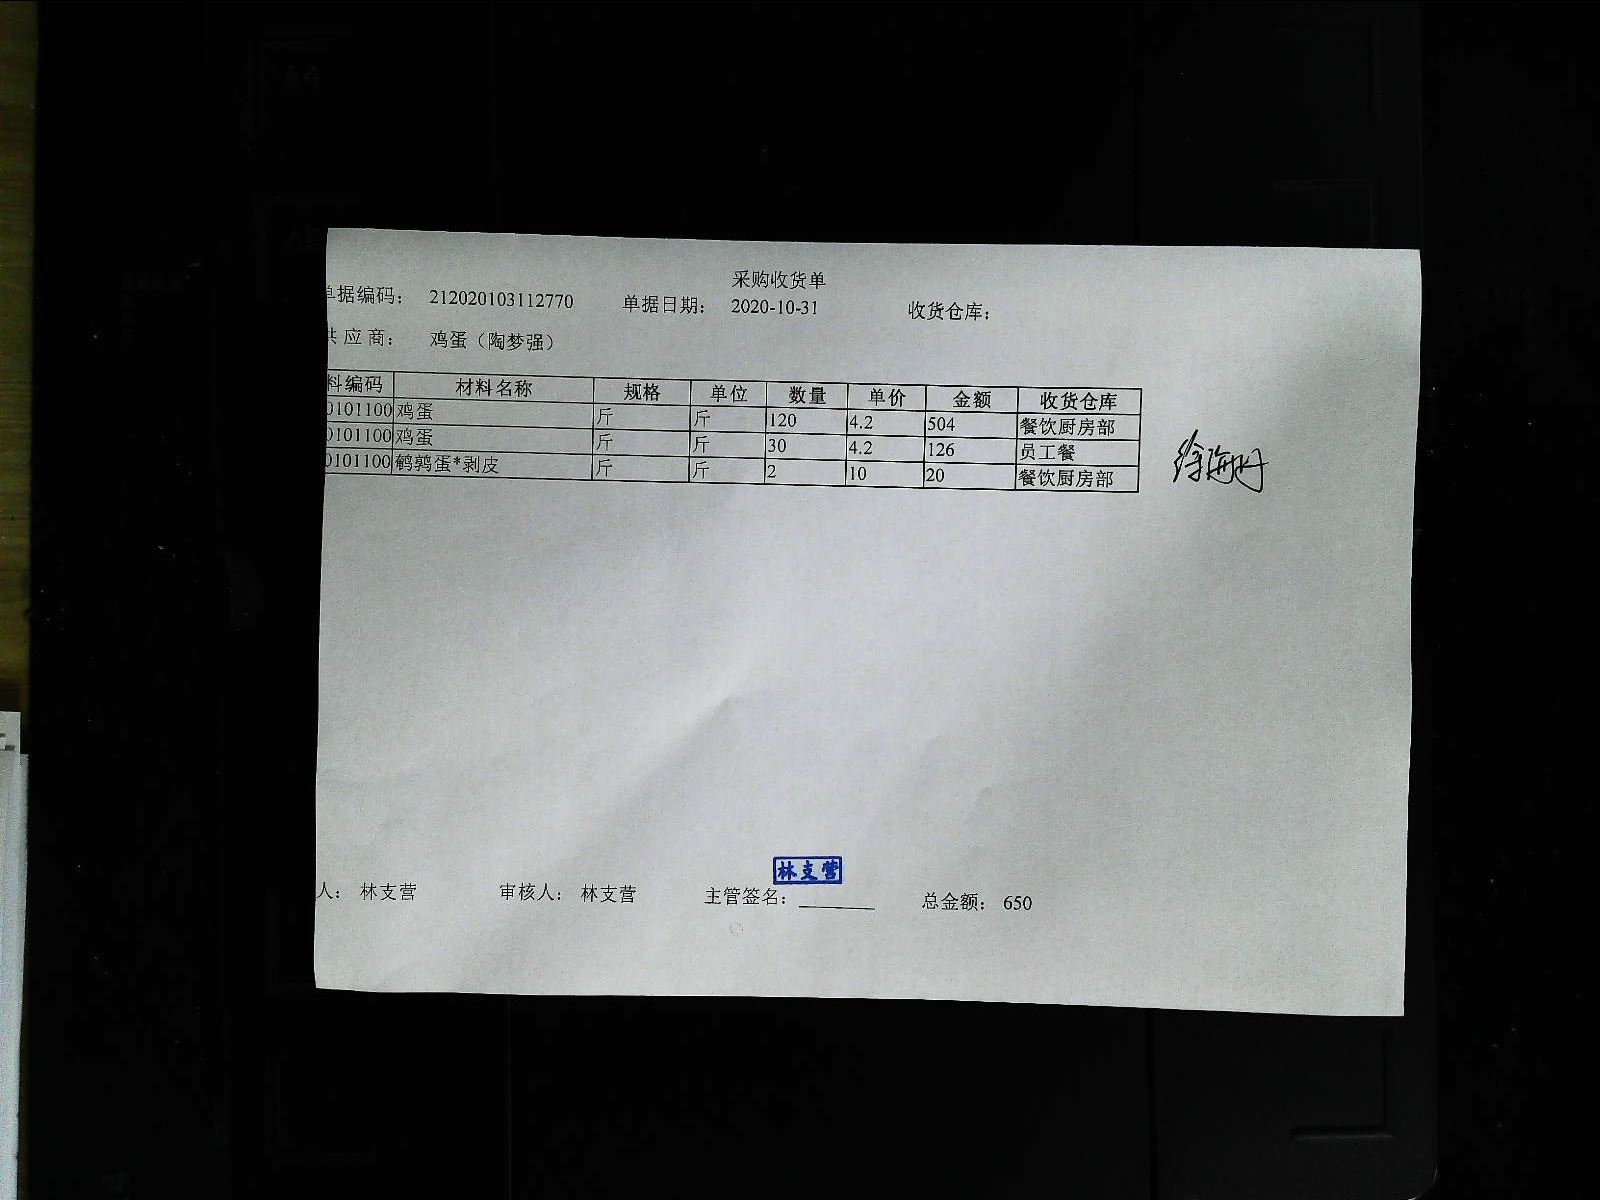 采购收货单
单据编码： 212020103112770 单据日期： 2020-10-31 收货仓库：
供应商： 鸡蛋（陶梦强）
料编码 材料名称 规格 单位 数量 单价 金额 收货仓库
0101100 鸡蛋 斤 斤 120 4.2 504 餐饮厨房部
0101100 鸡蛋 斤 斤 30 4.2 126 员工餐
0101100 鹌鹑蛋*剥皮 斤 斤 2 10 20 餐饮厨房部
林支营
人： 林支营 审核人： 林支营 主管签名： 总金额： 650